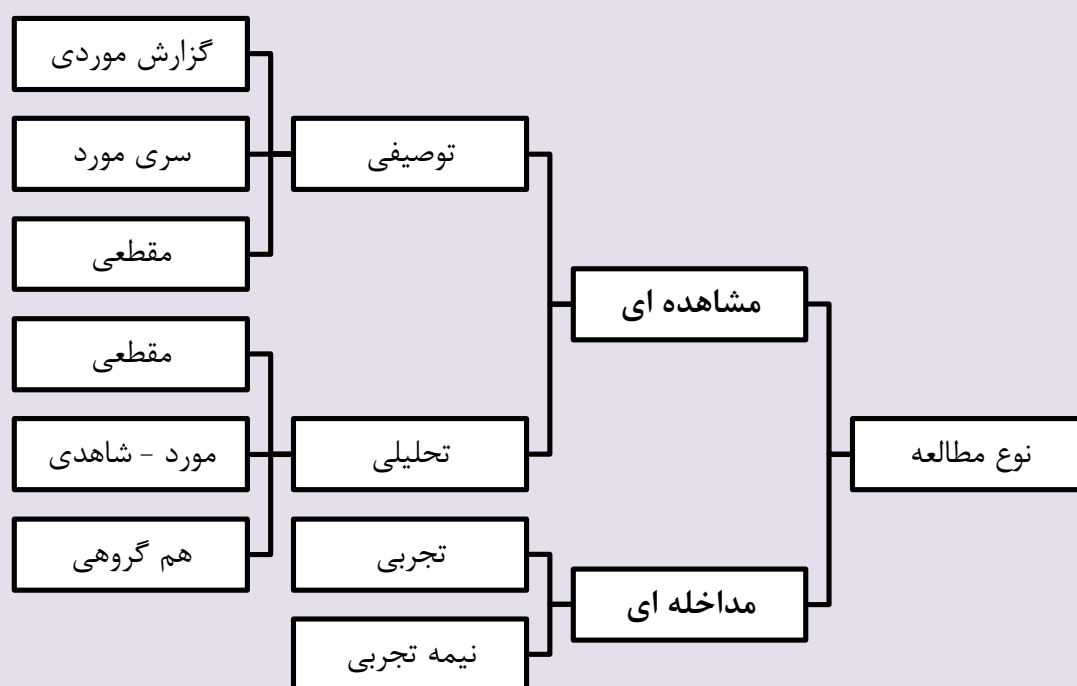 نوع مطالعه
مشاهده ای
توصیفی
گزارش موردی
سری مورد
مقطعی
تحلیلی
مقطعی
مورد - شاهدی
هم گروهی
مداخله ای
تجربی
نیمه تجربی